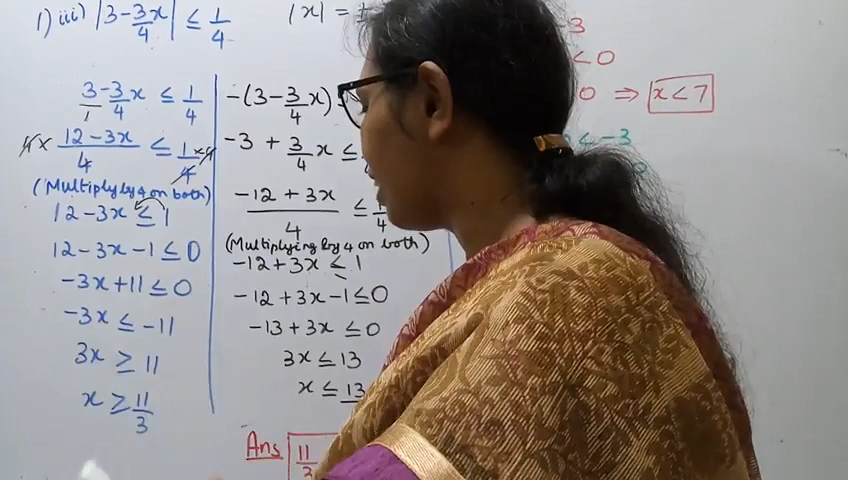 1) iii) |3 - 3/4 x| ≤ 1/4
|x| =
3 - 3/4 x ≤ 1/4
4 x (12 - 3x)/4 ≤ 1/4 x 4
(Multiply by 4 on both)
12 - 3x ≤ 1
12 - 3x - 1 ≤ 0
-3x + 11 ≤ 0
-3x ≤ -11
3x ≥ 11
x ≥ 11/3
-(3 - 3/4 x)
-3 + 3/4 x ≤
(-12 + 3x)/4 ≤ 1/4
(Multiplying by 4 on both)
-12 + 3x ≤ 1
-12 + 3x - 1 ≤ 0
-13 + 3x ≤ 0
3x ≤ 13
x ≤ 13
Ans 11/3
-3
< 0
0 ⇒ x < 7
< -3